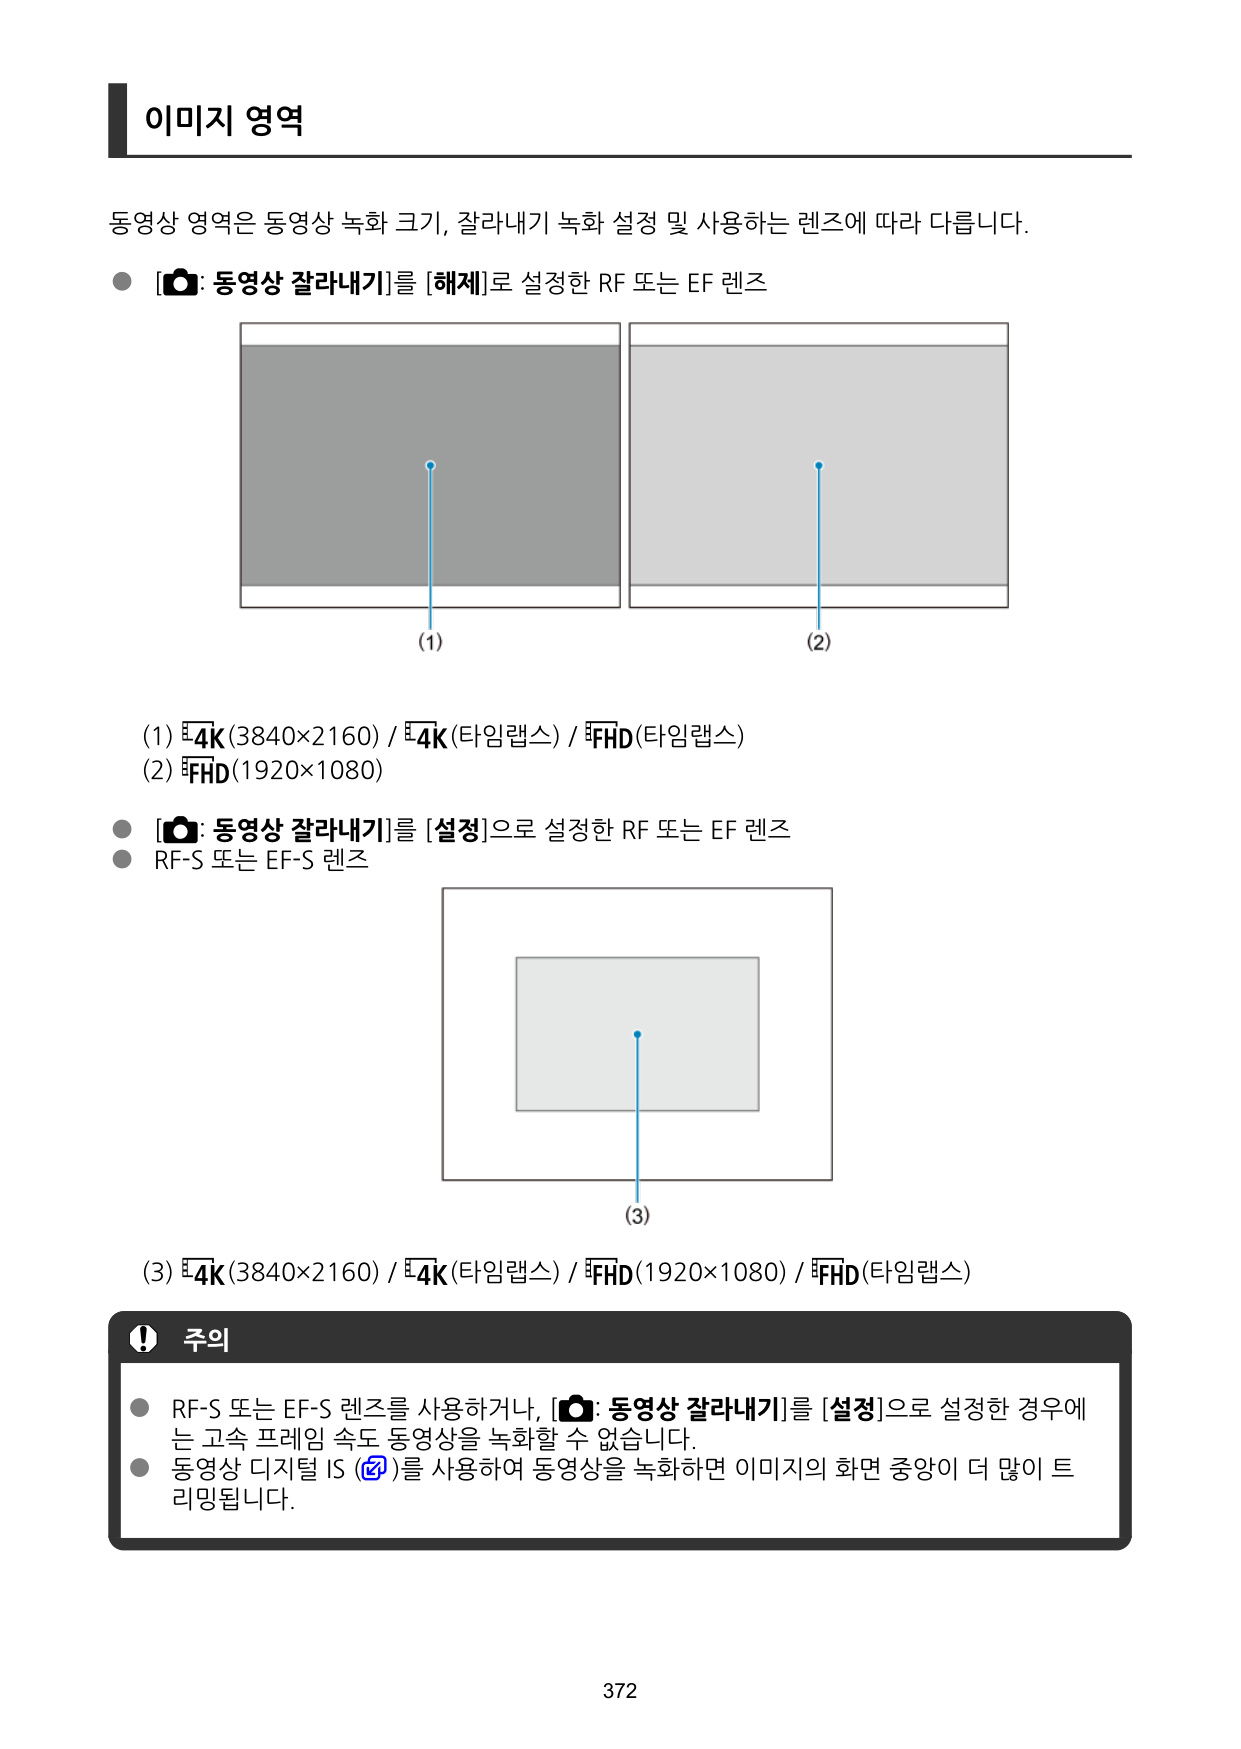 이미지 영역
동영상 영역은 동영상 녹화 크기, 잘라내기 녹화 설정 및 사용하는 렌즈에 따라 다릅니다.
[: 동영상 잘라내기]를 [해제]로 설정한 RF 또는 EF 렌즈
(1) (2)
(1) 4K(3840×2160) / 4K(타임랩스) / FHD(타임랩스)
(2) FHD(1920×1080)
[: 동영상 잘라내기]를 [설정]으로 설정한 RF 또는 EF 렌즈
RF-S 또는 EF-S 렌즈
(3)
(3) 4K(3840×2160) / 4K(타임랩스) / FHD(1920×1080) / FHD(타임랩스)
주의
RF-S 또는 EF-S 렌즈를 사용하거나, [: 동영상 잘라내기]를 [설정]으로 설정한 경우에
는 고속 프레임 속도 동영상을 녹화할 수 없습니다.
동영상 디지털 IS ()를 사용하여 동영상을 녹화하면 이미지의 화면 중앙이 더 많이 트
리밍됩니다.
372